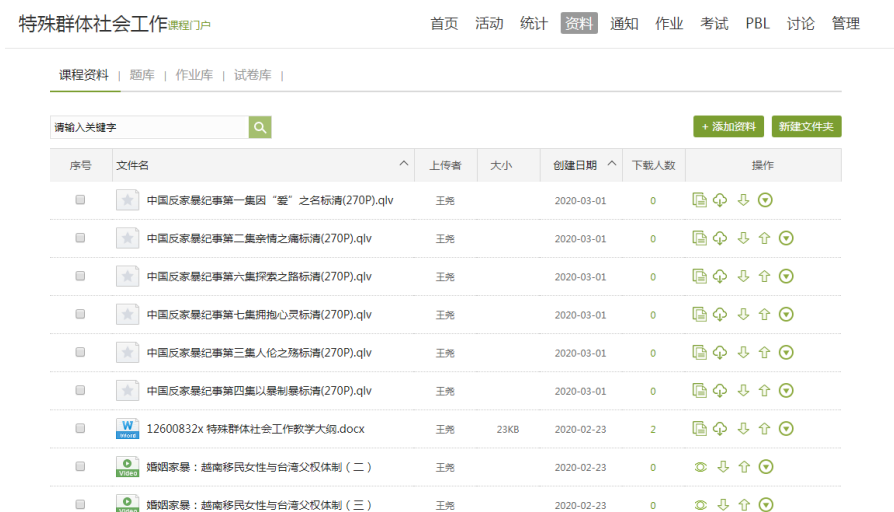 特殊群体社会工作课程门户 首页 活动 统计 资料 通知 作业 考试 PBL 讨论 管理
课程资料 | 题库 | 作业库 | 试卷库 |
请输入关键字 + 添加资料 新建文件夹
序号 文件名 上传者 大小 创建日期 下载人数 操作
中国反家暴纪事第一集因“爱”之名标清(270P).qlv 王尧 2020-03-01 0
中国反家暴纪事第二集亲情之痛标清(270P).qlv 王尧 2020-03-01 0
中国反家暴纪事第六集探索之路标清(270P).qlv 王尧 2020-03-01 0
中国反家暴纪事第七集拥抱心灵标清(270P).qlv 王尧 2020-03-01 0
中国反家暴纪事第三集人伦之殇标清(270P).qlv 王尧 2020-03-01 0
中国反家暴纪事第四集以暴制暴标清(270P).qlv 王尧 2020-03-01 0
W Word 12600832x 特殊群体社会工作教学大纲.docx 王尧 23KB 2020-02-23 2
Video 婚姻家暴：越南移民女性与台湾父权体制（二） 王尧 2020-02-23 0
Video 婚姻家暴：越南移民女性与台湾父权体制（三） 王尧 2020-02-23 0